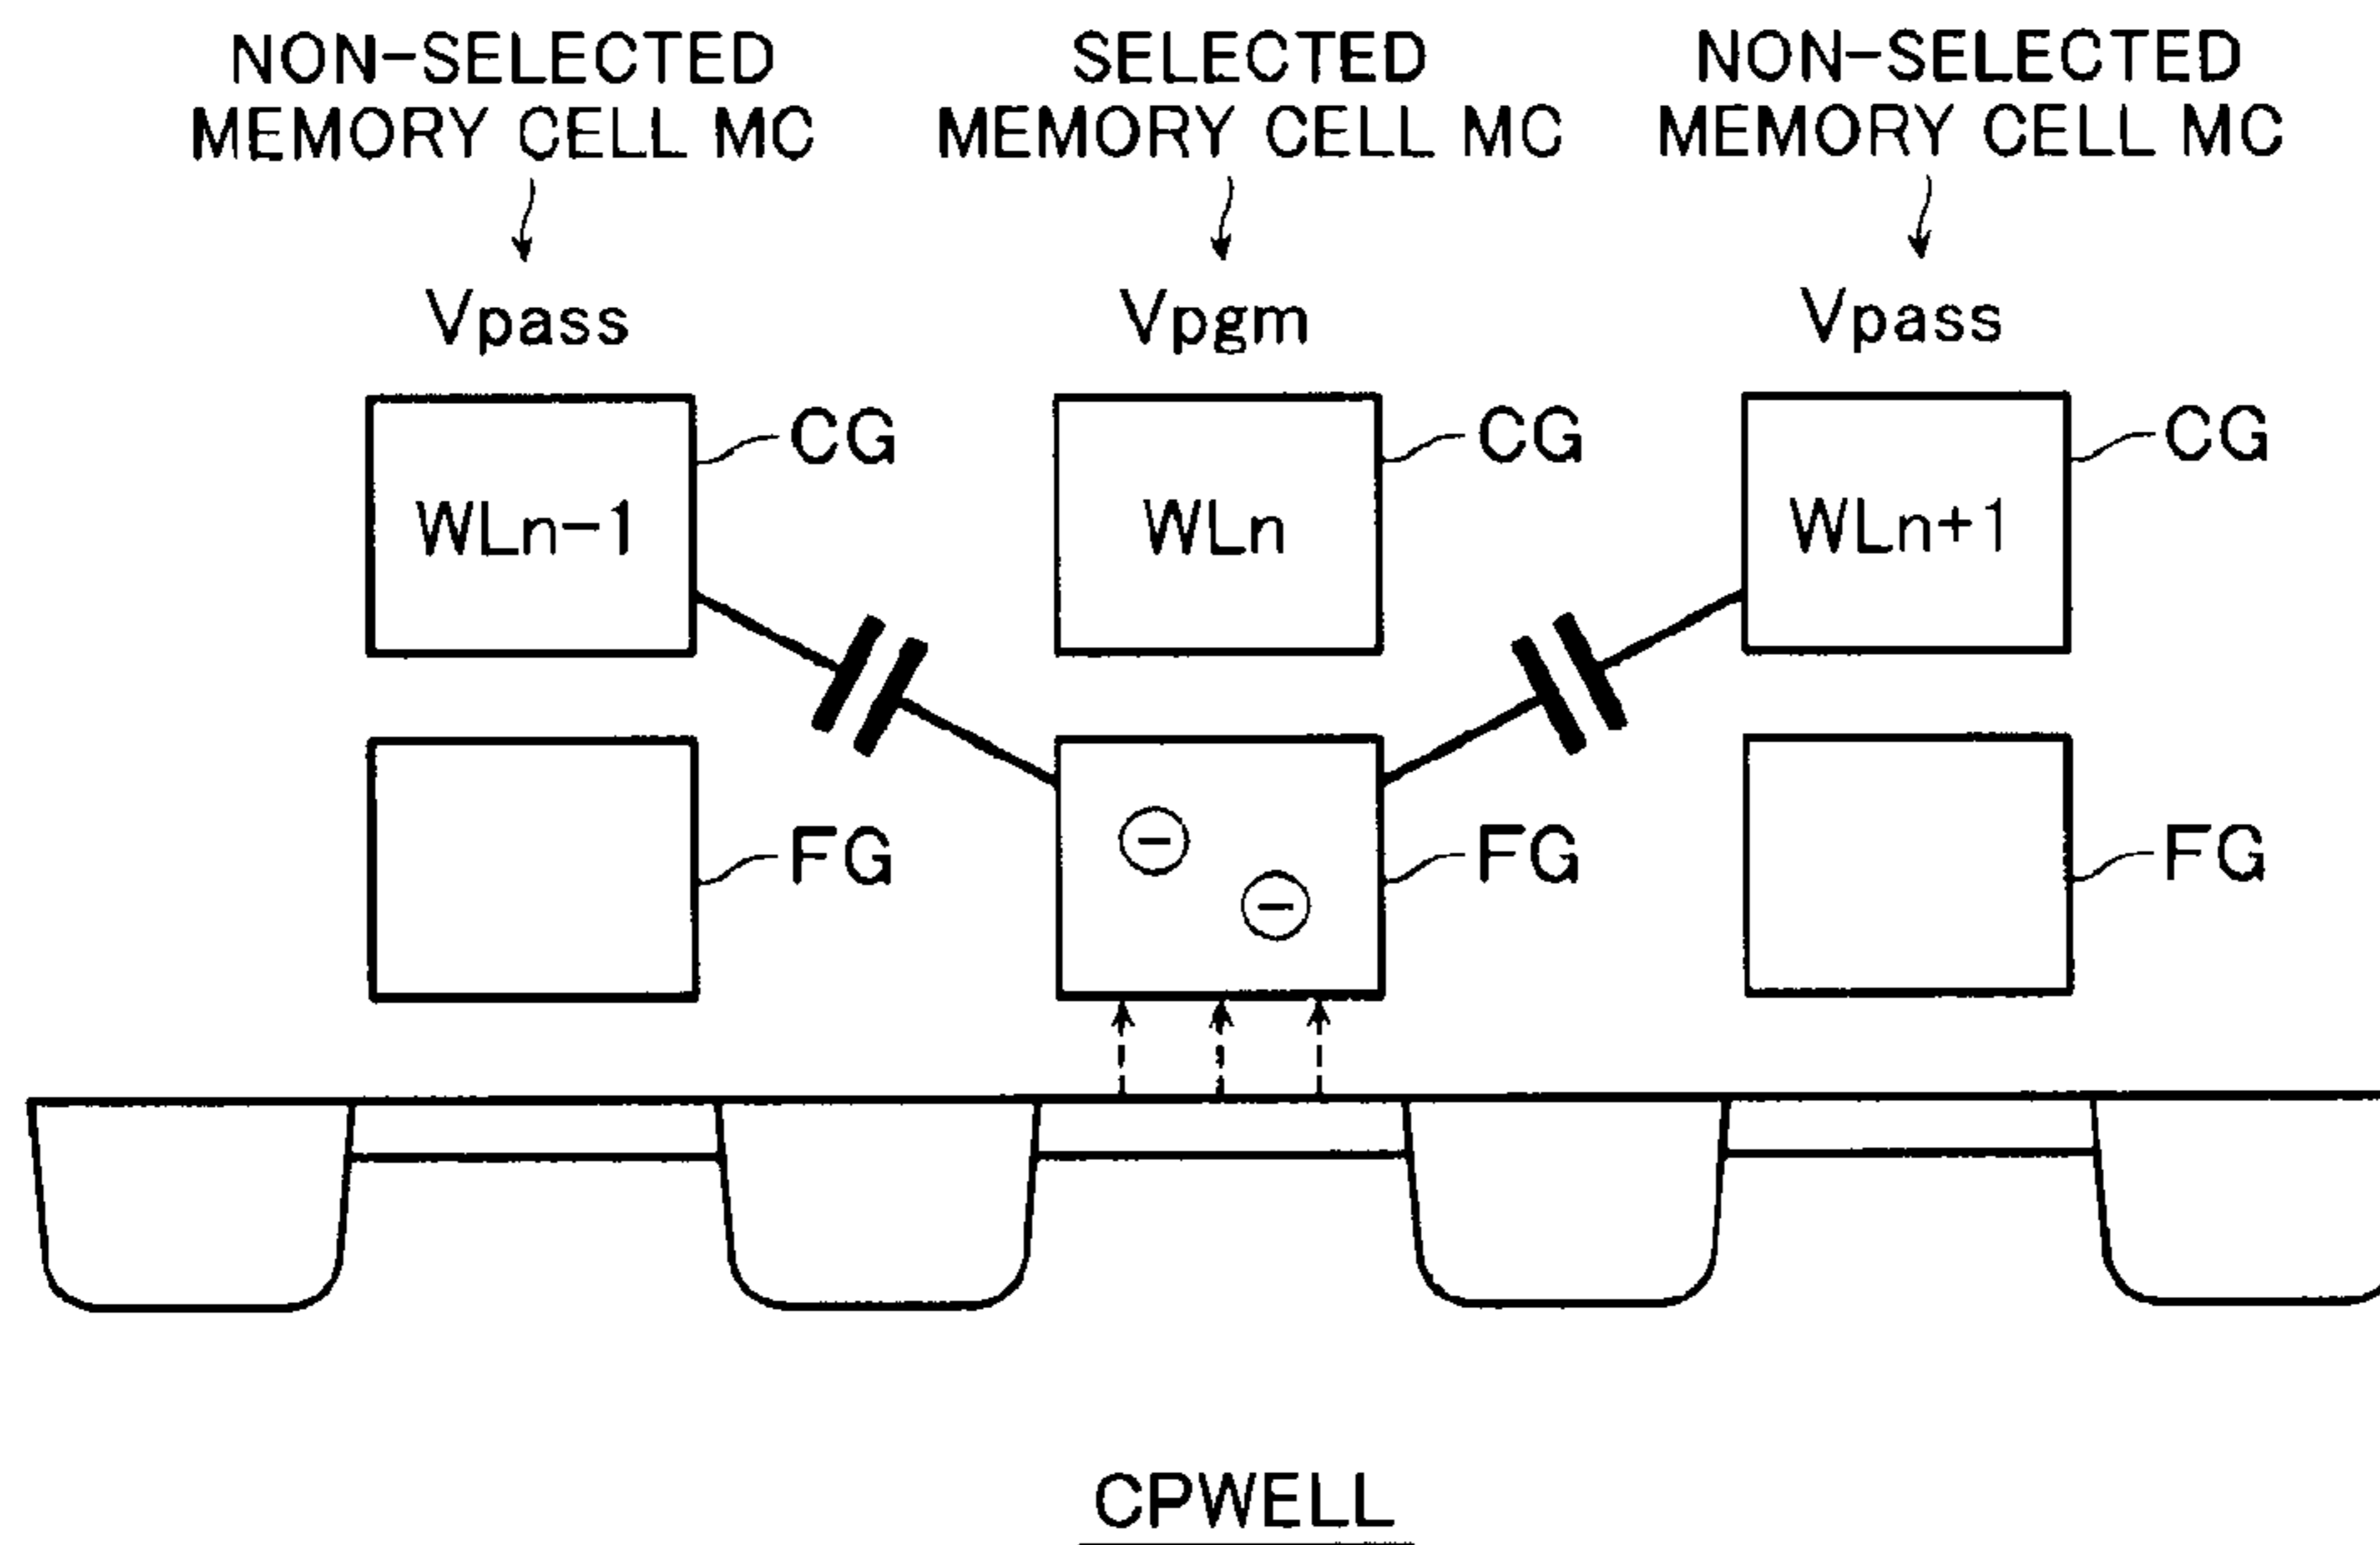 NON-SELECTED
MEMORY CELL MC
SELECTED
MEMORY CELL MC
NON-SELECTED
MEMORY CELL MC
Vpass
Vpgm
Vpass
CG
CG
CG
WLn-1
WLn
WLn+1
FG
FG
FG
CPWELL